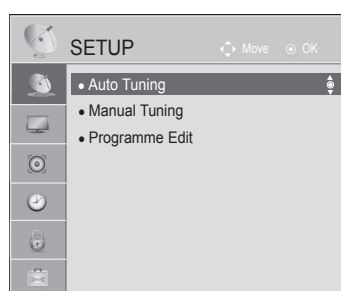 SETUP
Move OK
Auto Tuning
Manual Tuning
Programme Edit